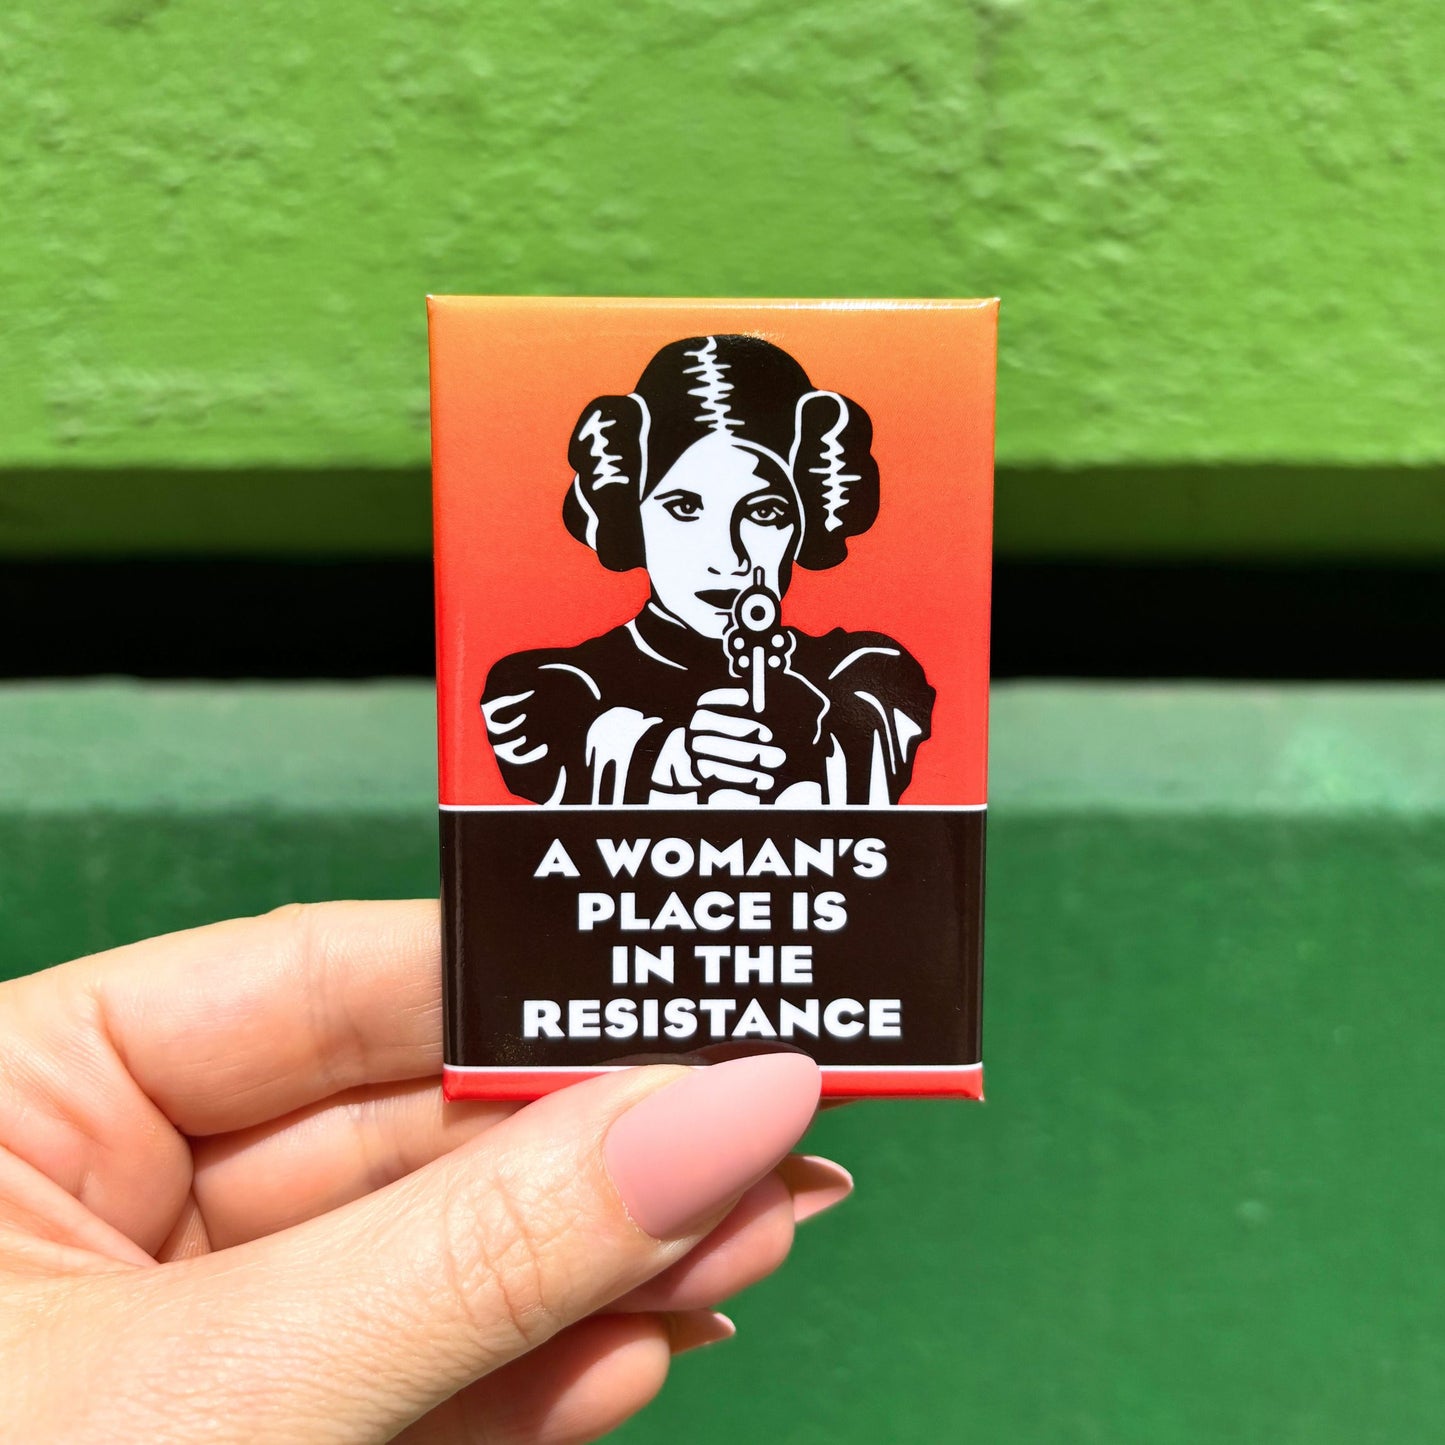 A WOMAN'S
PLACE IS
IN THE
RESISTANCE